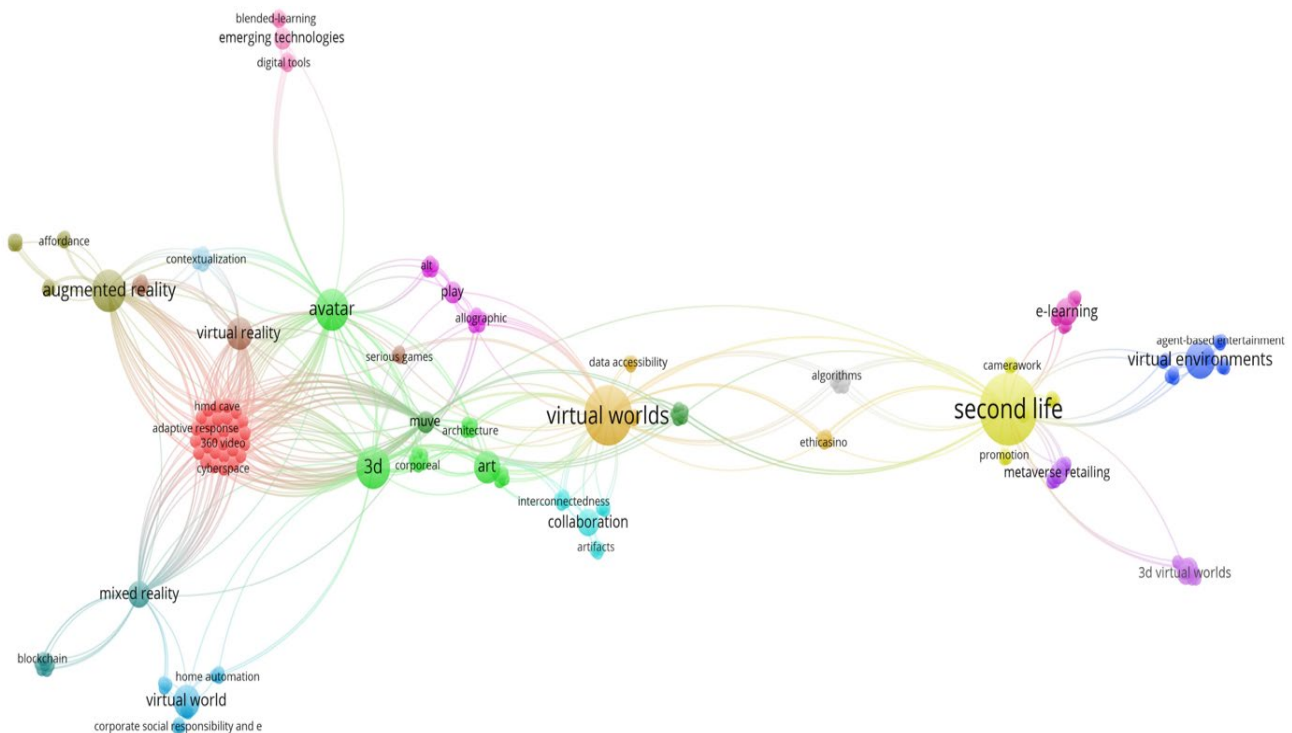 blended-learning
emerging technologies
digital tools
affordance
contextualization
alt
augmented reality
play
avatar
e-learning
virtual reality
allographic
agent-based entertainment
serious games
virtual environments
data accessibility
camerawork
algorithms
hmd cave
second life
adaptive response
muve
virtual worlds
architecture
360 video
ethicasino
promotion
cyberspace
3d
corporeal
art
metaverse retailing
interconnectedness
collaboration
artifacts
3d virtual worlds
mixed reality
blockchain
home automation
virtual world
corporate social responsibility and e